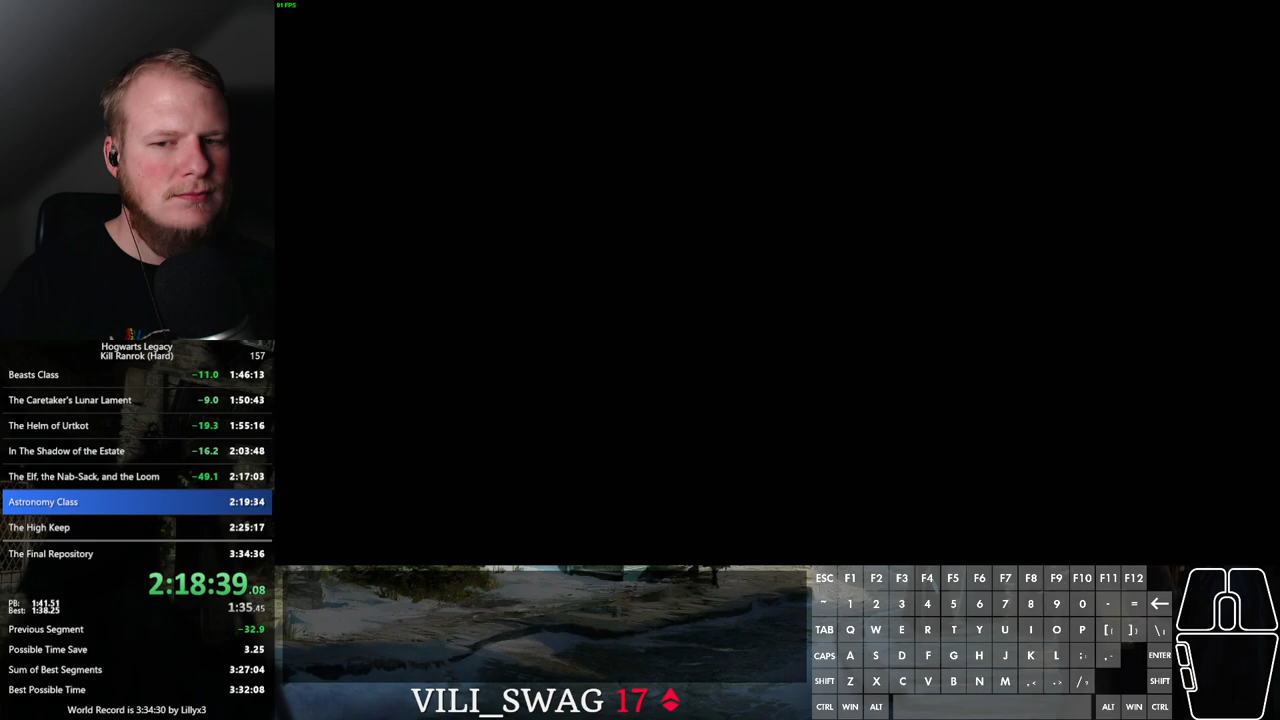 81 FPS
Hogwarts Legacy
Kill Ranrok (Hard) 157
Beasts Class −11.0 1:46:13
The Caretaker's Lunar Lament −9.0 1:50:43
The Helm of Urtkot −19.3 1:55:16
In The Shadow of the Estate −16.2 2:03:48
The Elf, the Nab-Sack, and the Loom −49.1 2:17:03
Astronomy Class 2:19:34
The High Keep 2:25:17
The Final Repository 3:34:36
2:18:39.08
PB: 1:41.51
Best: 1:38.25
1:35.45
Previous Segment −32.9
Possible Time Save 3.25
Sum of Best Segments 3:27:04
Best Possible Time 3:32:08
World Record is 3:34:30 by Lillyx3
VILI_SWAG 17
ESC F1 F2 F3 F4 F5 F6 F7 F8 F9 F10 F11 F12
~ 1 2 3 4 5 6 7 8 9 0 - = ←
TAB Q W E R T Y U I O P [{ ]} \|
CAPS A S D F G H J K L ;: ,. ENTER
SHIFT Z X C V B N M ,< .> /? SHIFT
CTRL WIN ALT ALT WIN CTRL